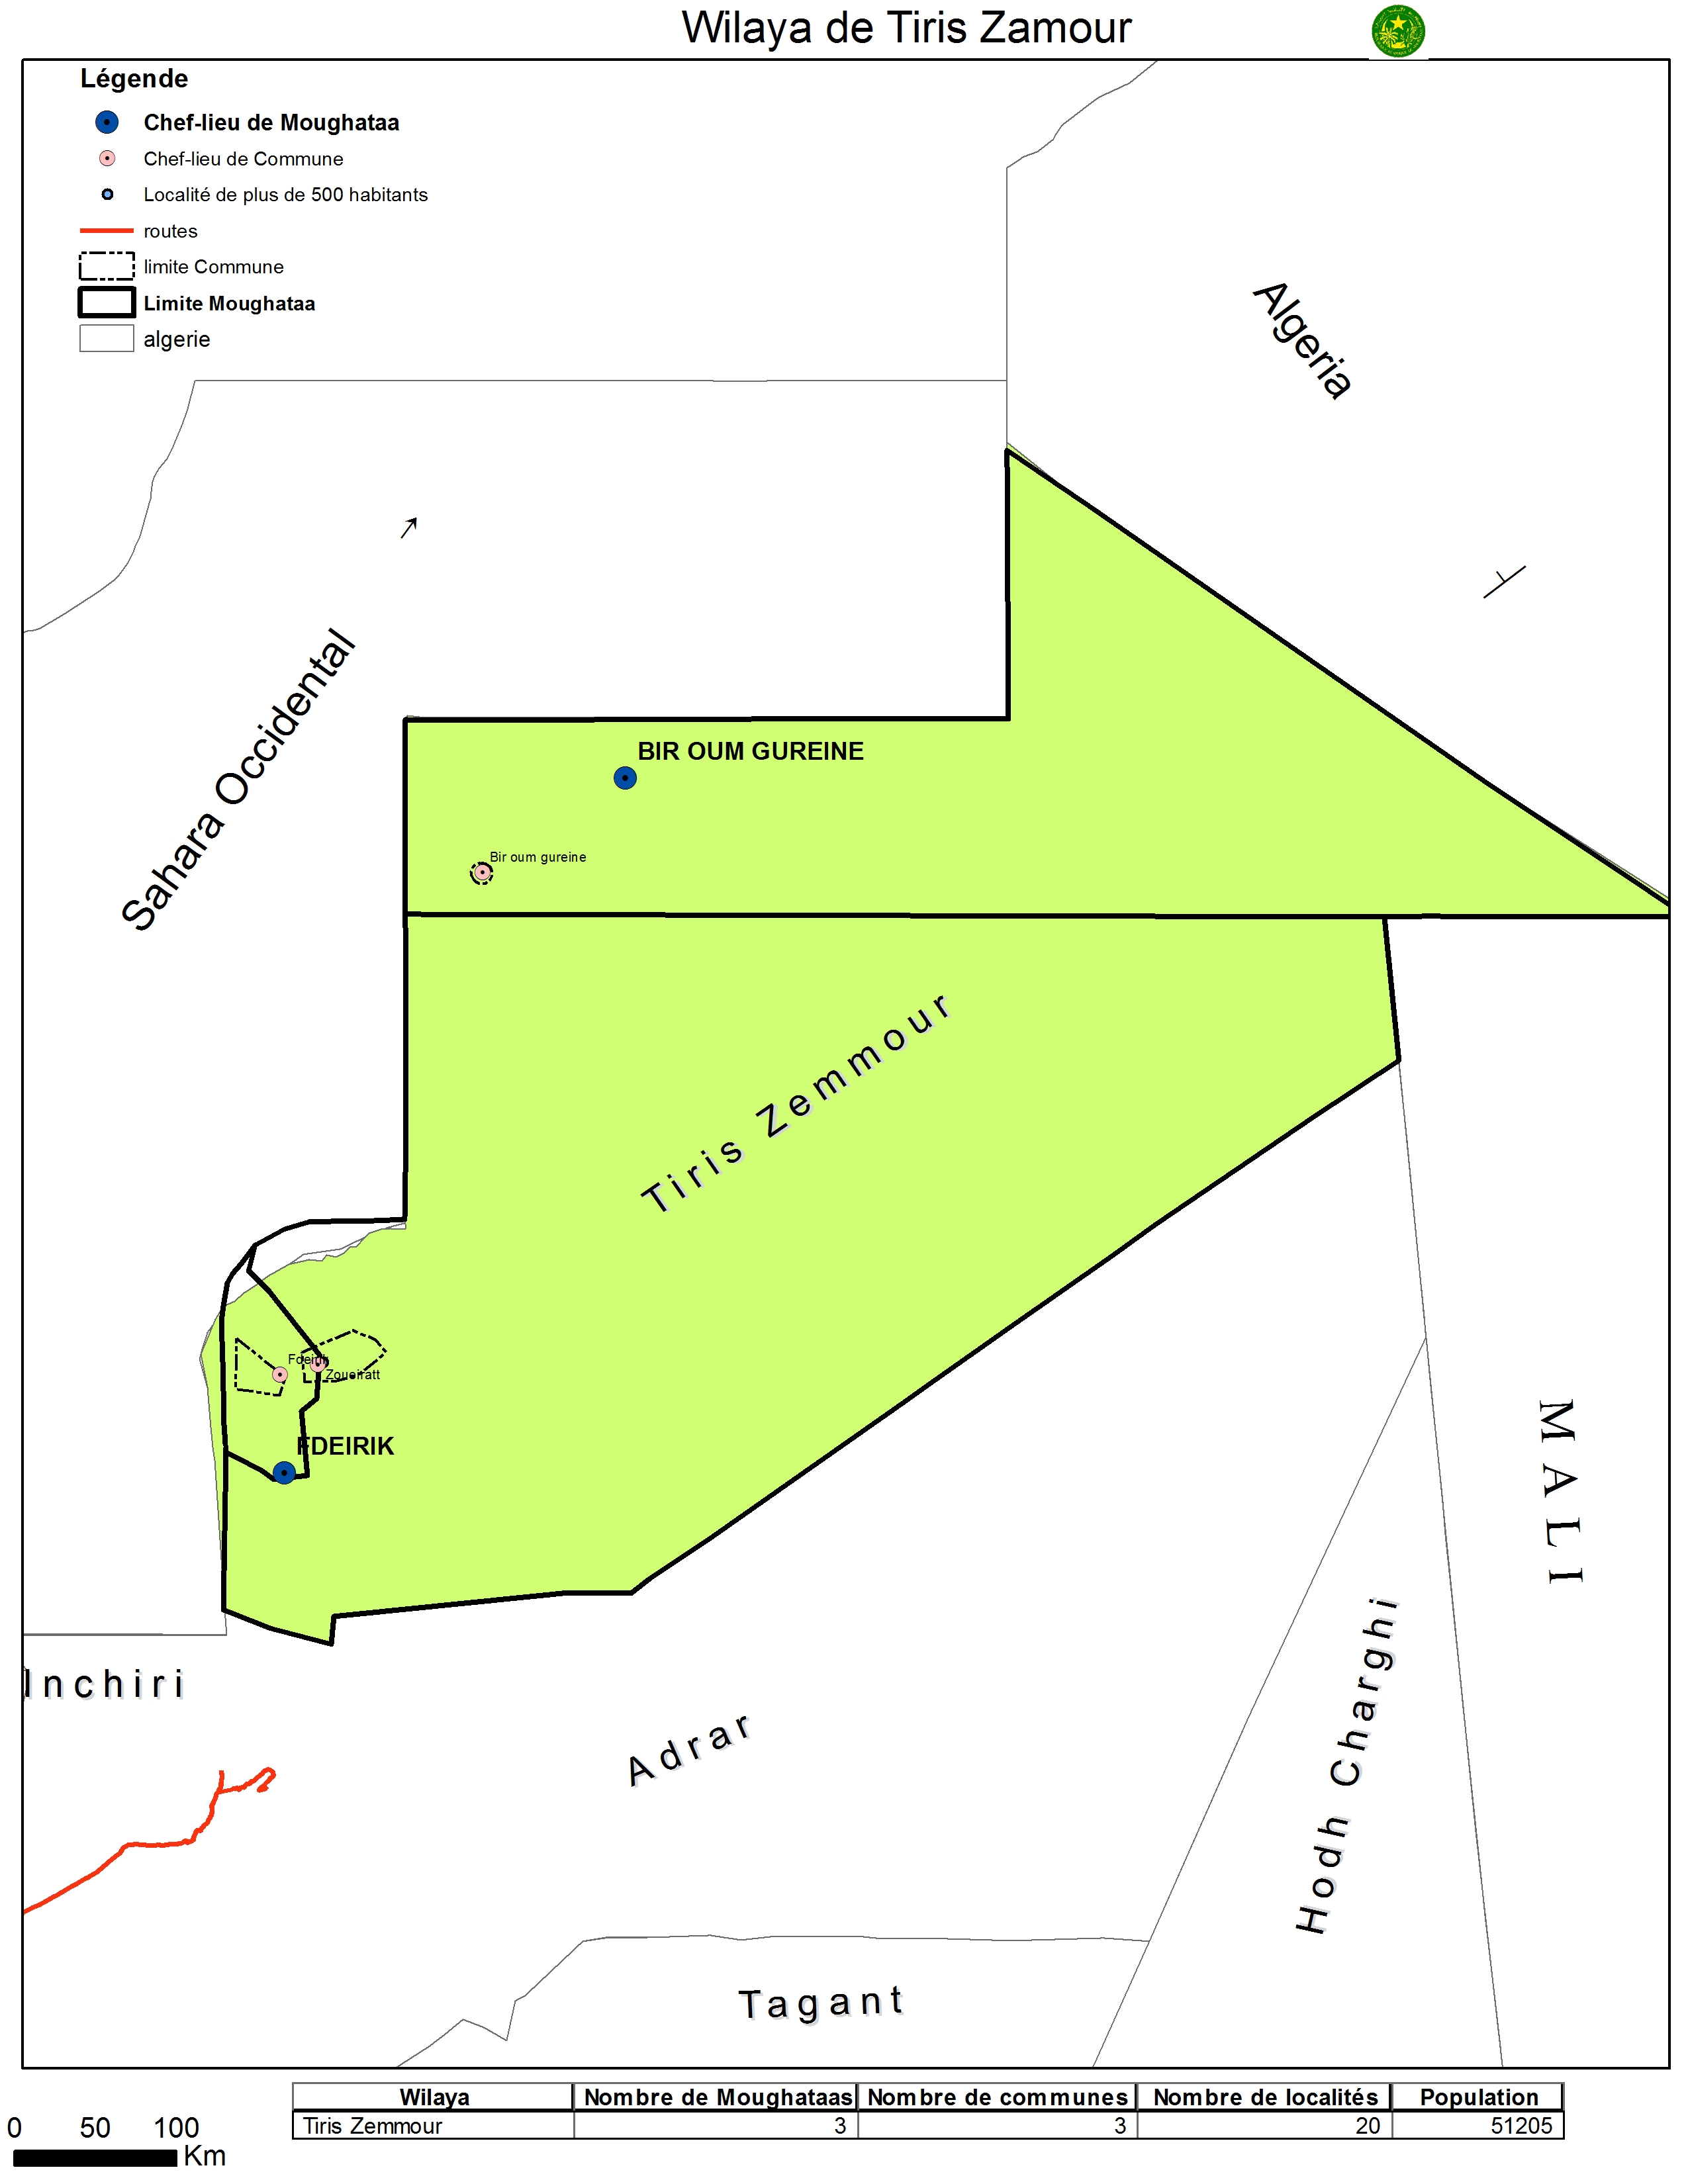 Wilaya de Tiris Zamour
Légende
Chef-lieu de Moughataa
Chef-lieu de Commune
Localité de plus de 500 habitants
routes
limite Commune
Limite Moughataa
algerie
Algeria
Sahara Occidental
BIR OUM GUREINE
Bir oum gureine
Tiris Zemmour
Fdeirik
Zoueiratt
FDEIRIK
MALI
Inchiri
Adrar
Hodh Charghi
Tagant
Wilaya Nombre de Moughataas Nombre de communes Nombre de localités Population
Tiris Zemmour 3 3 20 51205
0 50 100
Km